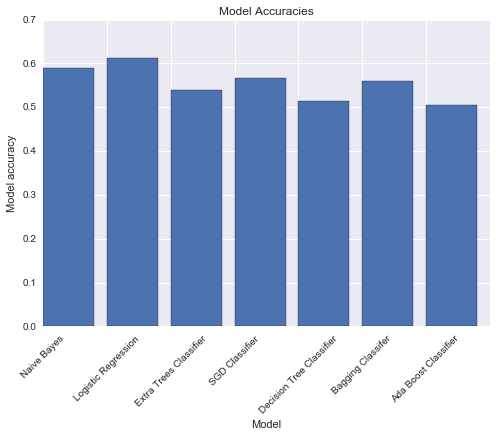 Model Accuracies
0.7
0.6
0.5
0.4
0.3
0.2
0.1
0.0
Model accuracy
Naive Bayes
Logistic Regression
Extra Trees Classifier
SGD Classifier
Decision Tree Classifier
Bagging Classifer
Ada Boost Classifier
Model